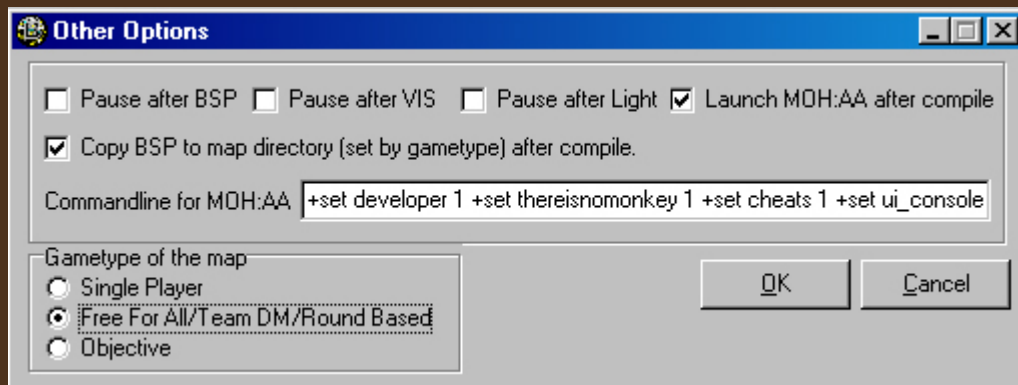 Other Options
Pause after BSP Pause after VIS Pause after Light Launch MOH:AA after compile
Copy BSP to map directory (set by gametype) after compile.
Commandline for MOH:AA +set developer 1 +set thereisnomonkey 1 +set cheats 1 +set ui_console
Gametype of the map
Single Player
Free For All/Team DM/Round Based
Objective
OK Cancel